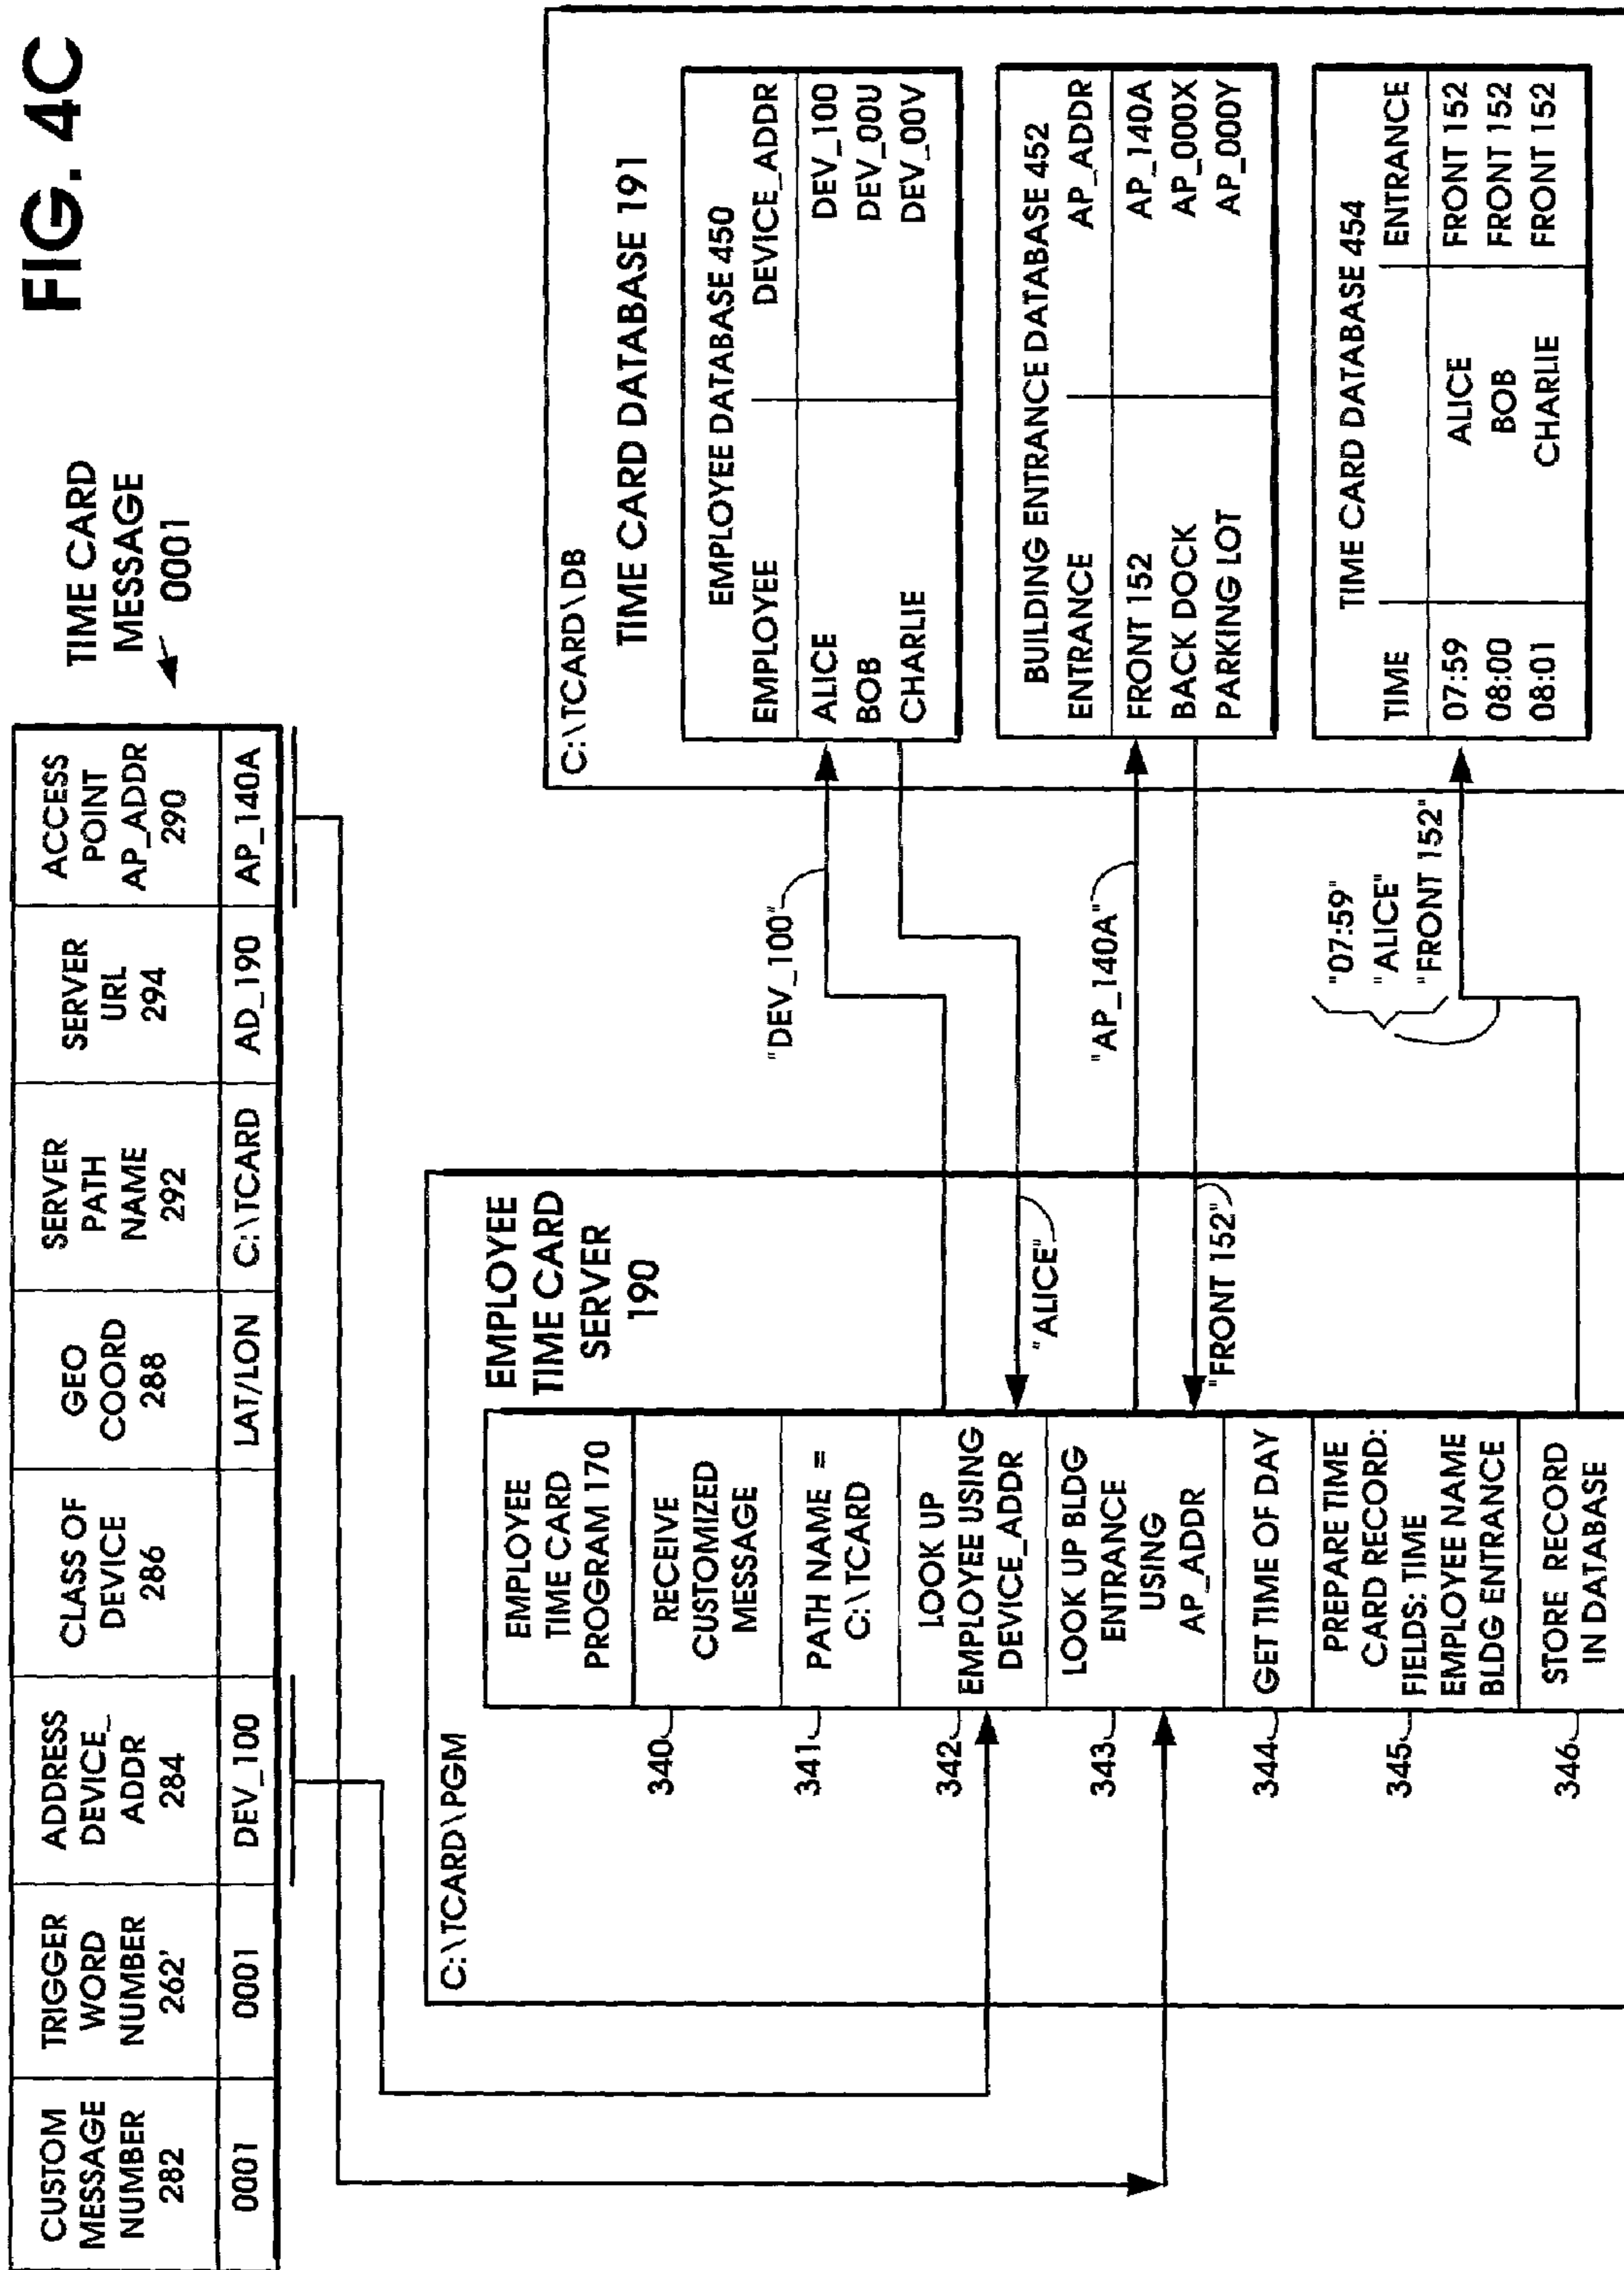 FIG. 4C
TIME CARD
MESSAGE
0001
CUSTOM
MESSAGE
NUMBER
282
TRIGGER
WORD
NUMBER
262'
ADDRESS
DEVICE_
ADDR
284
CLASS OF
DEVICE
286
GEO
COORD
288
SERVER
PATH
NAME
292
SERVER
URL
294
ACCESS
POINT
AP_ADDR
290
0001
0001
DEV_100
LAT/LON
C:\TCARD
AD_190
AP_140A
C:\TCARD\PGM
EMPLOYEE
TIME CARD
SERVER
190
EMPLOYEE
TIME CARD
PROGRAM 170
340
RECEIVE
CUSTOMIZED
MESSAGE
341
PATH NAME =
C:\TCARD
342
LOOK UP
EMPLOYEE USING
DEVICE_ADDR
343
LOOK UP BLDG
ENTRANCE
USING
AP_ADDR
344
GET TIME OF DAY
345
PREPARE TIME
CARD RECORD:
FIELDS: TIME
EMPLOYEE NAME
BLDG ENTRANCE
346
STORE RECORD
IN DATABASE
"DEV_100"
"ALICE"
"AP_140A"
"FRONT 152"
"07:59"
"ALICE"
"FRONT 152"
C:\TCARD\DB
TIME CARD DATABASE 191
EMPLOYEE DATABASE 450
EMPLOYEE DEVICE_ADDR
ALICE DEV_100
BOB DEV_00U
CHARLIE DEV_00V
BUILDING ENTRANCE DATABASE 452
ENTRANCE AP_ADDR
FRONT 152 AP_140A
BACK DOCK AP_000X
PARKING LOT AP_000Y
TIME CARD DATABASE 454
TIME ENTRANCE
07:59 ALICE FRONT 152
08:00 BOB FRONT 152
08:01 CHARLIE FRONT 152